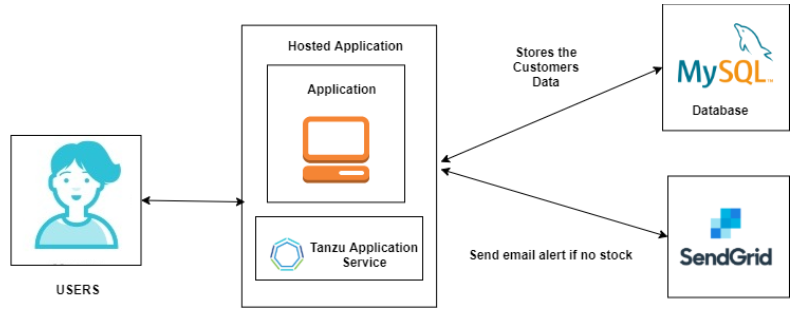 USERS
Hosted Application
Application
Tanzu Application
Service
Stores the
Customers
Data
MySQL
Database
Send email alert if no stock
SendGrid